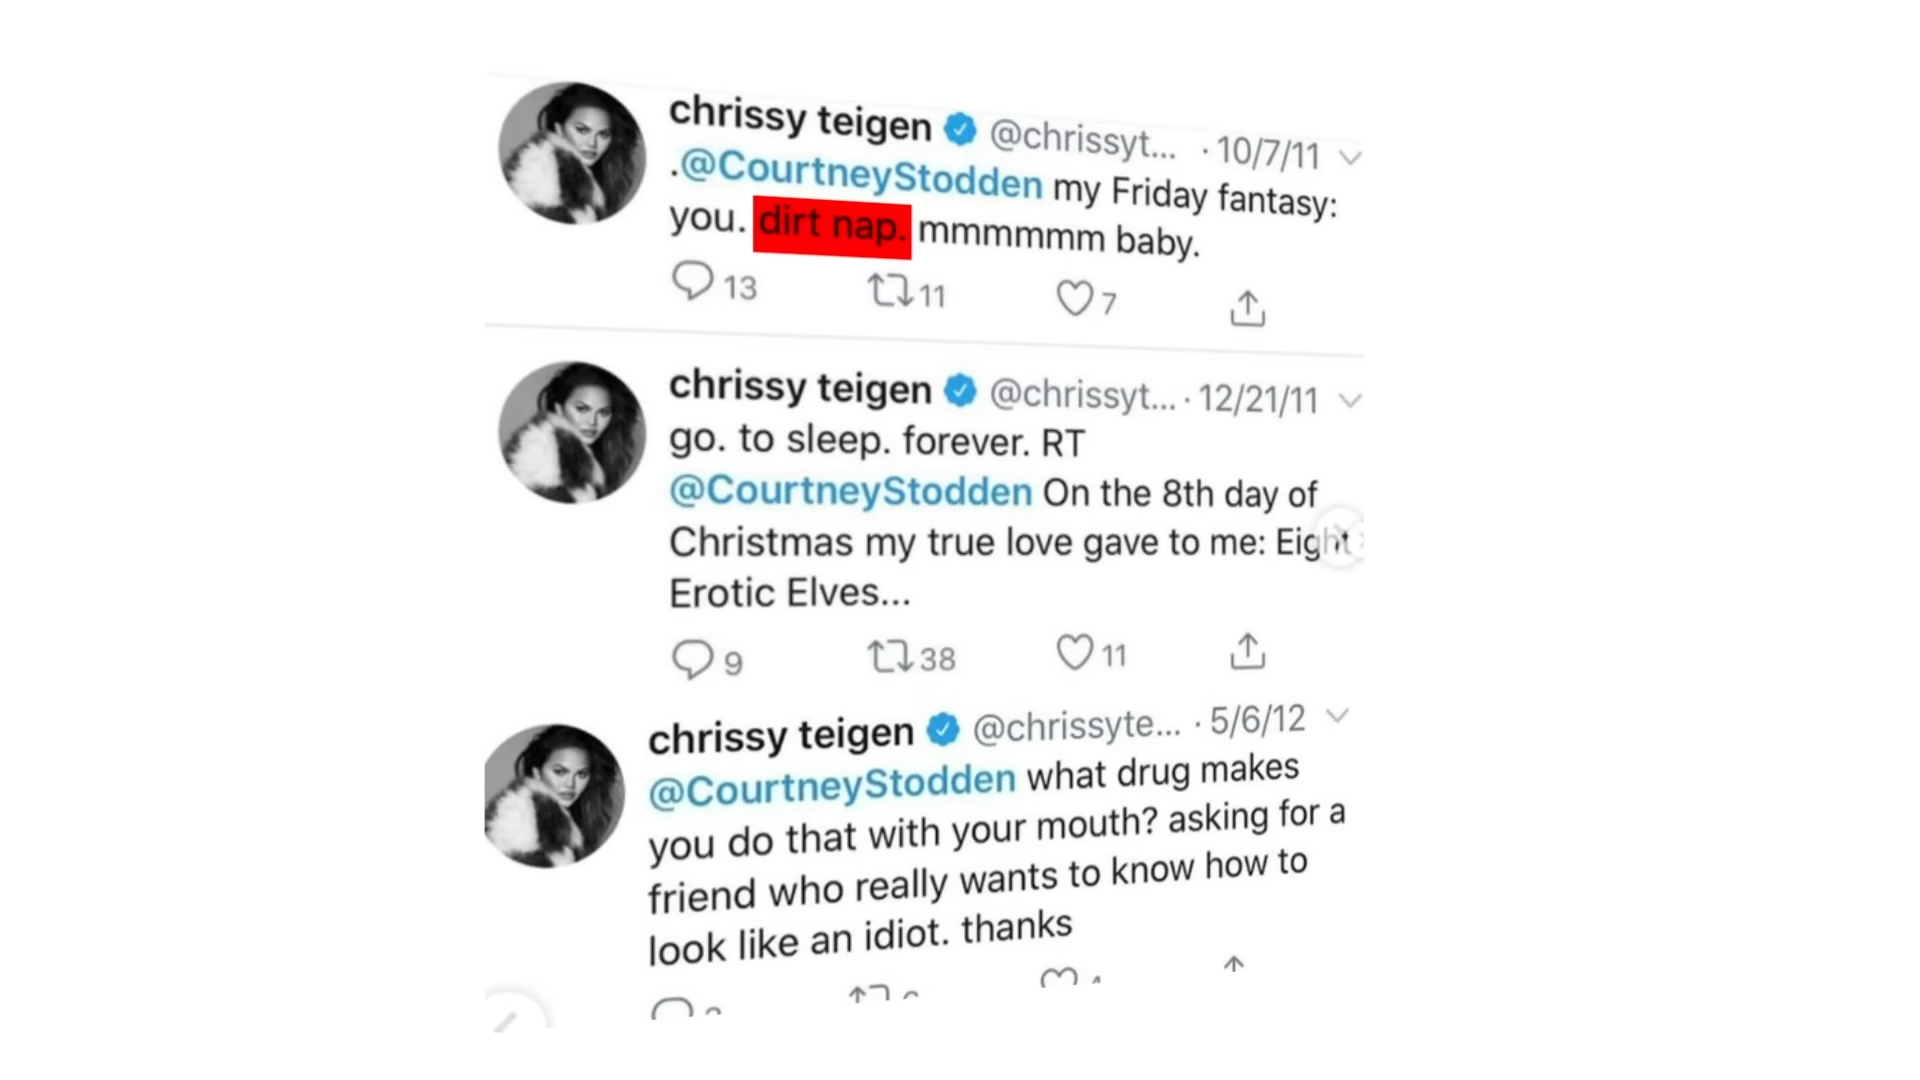 chrissy teigen @chrissyt... · 10/7/11
.@CourtneyStodden my Friday fantasy:
you. dirt nap. mmmmmm baby.
13 11 7
chrissy teigen @chrissyt... · 12/21/11
go. to sleep. forever. RT
@CourtneyStodden On the 8th day of
Christmas my true love gave to me: Eight
Erotic Elves...
9 38 11
chrissy teigen @chrissyte... · 5/6/12
@CourtneyStodden what drug makes
you do that with your mouth? asking for a
friend who really wants to know how to
look like an idiot. thanks